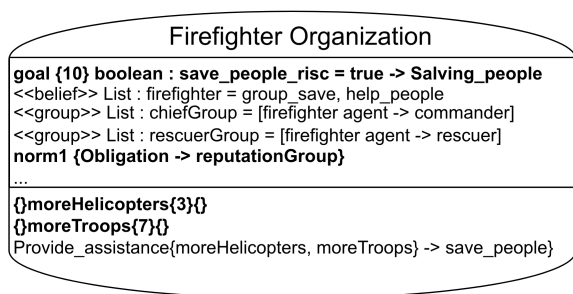 Firefighter Organization
goal {10} boolean : save_people_risc = true -> Salving_people
<<belief>> List : firefighter = group_save, help_people
<<group>> List : chiefGroup = [firefighter agent -> commander]
<<group>> List : rescuerGroup = [firefighter agent -> rescuer]
norm1 {Obligation -> reputationGroup}
...
{}moreHelicopters{3}{}
{}moreTroops{7}{}
Provide_assistance{moreHelicopters, moreTroops} -> save_people}